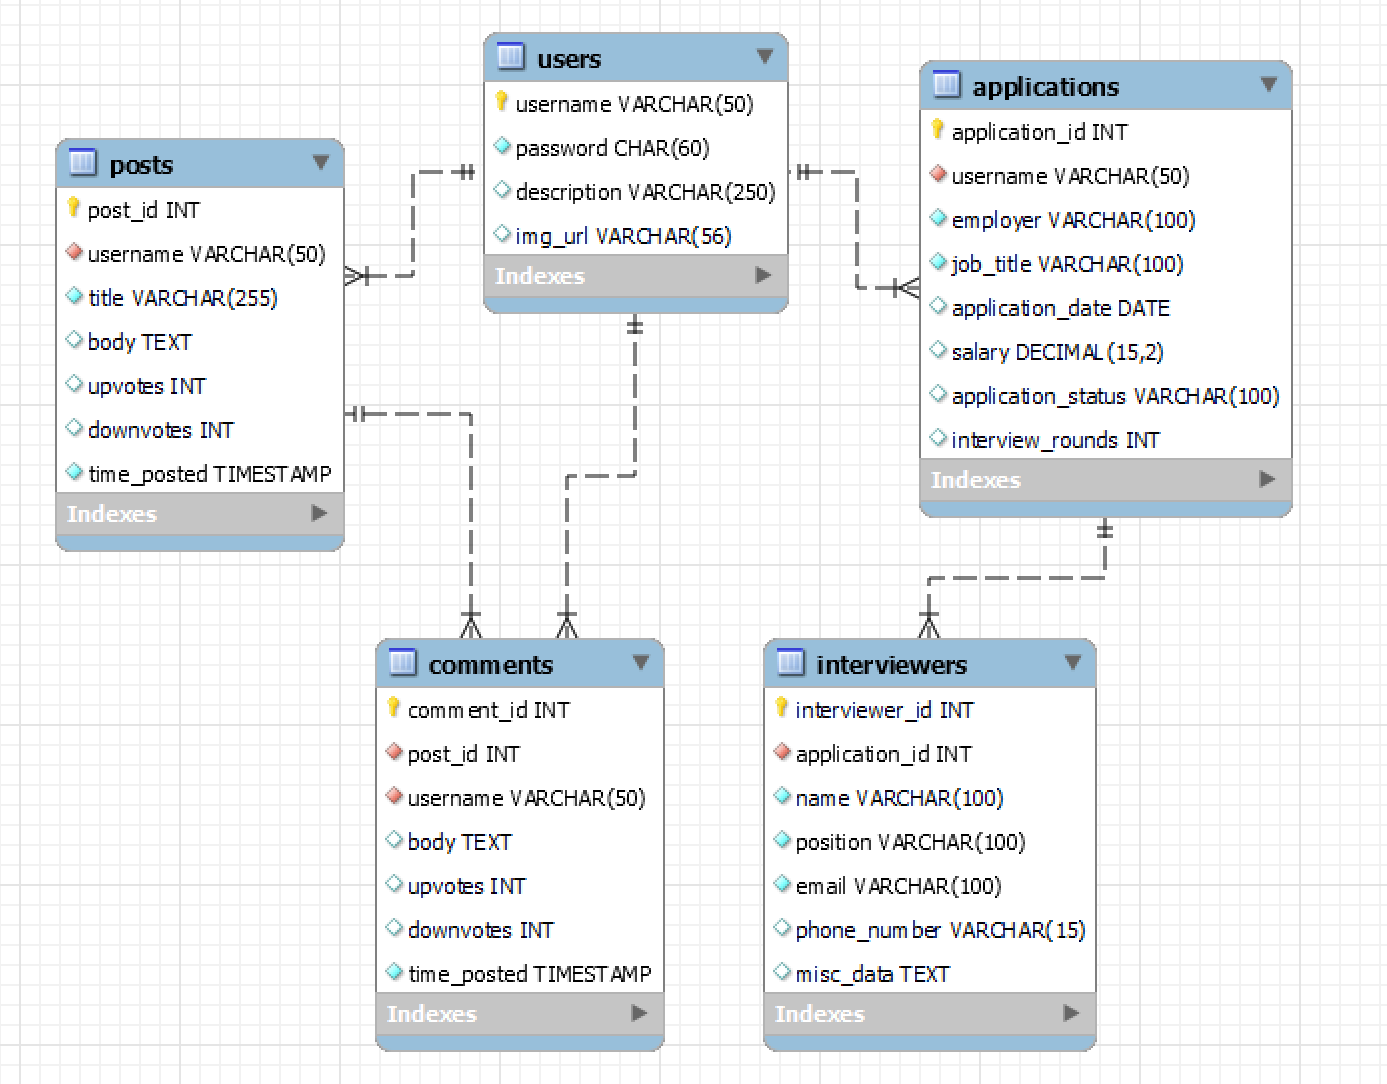 users
username VARCHAR(50)
password CHAR(60)
description VARCHAR(250)
img_url VARCHAR(56)
Indexes
applications
application_id INT
username VARCHAR(50)
employer VARCHAR(100)
job_title VARCHAR(100)
application_date DATE
salary DECIMAL(15,2)
application_status VARCHAR(100)
interview_rounds INT
Indexes
posts
post_id INT
username VARCHAR(50)
title VARCHAR(255)
body TEXT
upvotes INT
downvotes INT
time_posted TIMESTAMP
Indexes
comments
comment_id INT
post_id INT
username VARCHAR(50)
body TEXT
upvotes INT
downvotes INT
time_posted TIMESTAMP
Indexes
interviewers
interviewer_id INT
application_id INT
name VARCHAR(100)
position VARCHAR(100)
email VARCHAR(100)
phone_number VARCHAR(15)
misc_data TEXT
Indexes